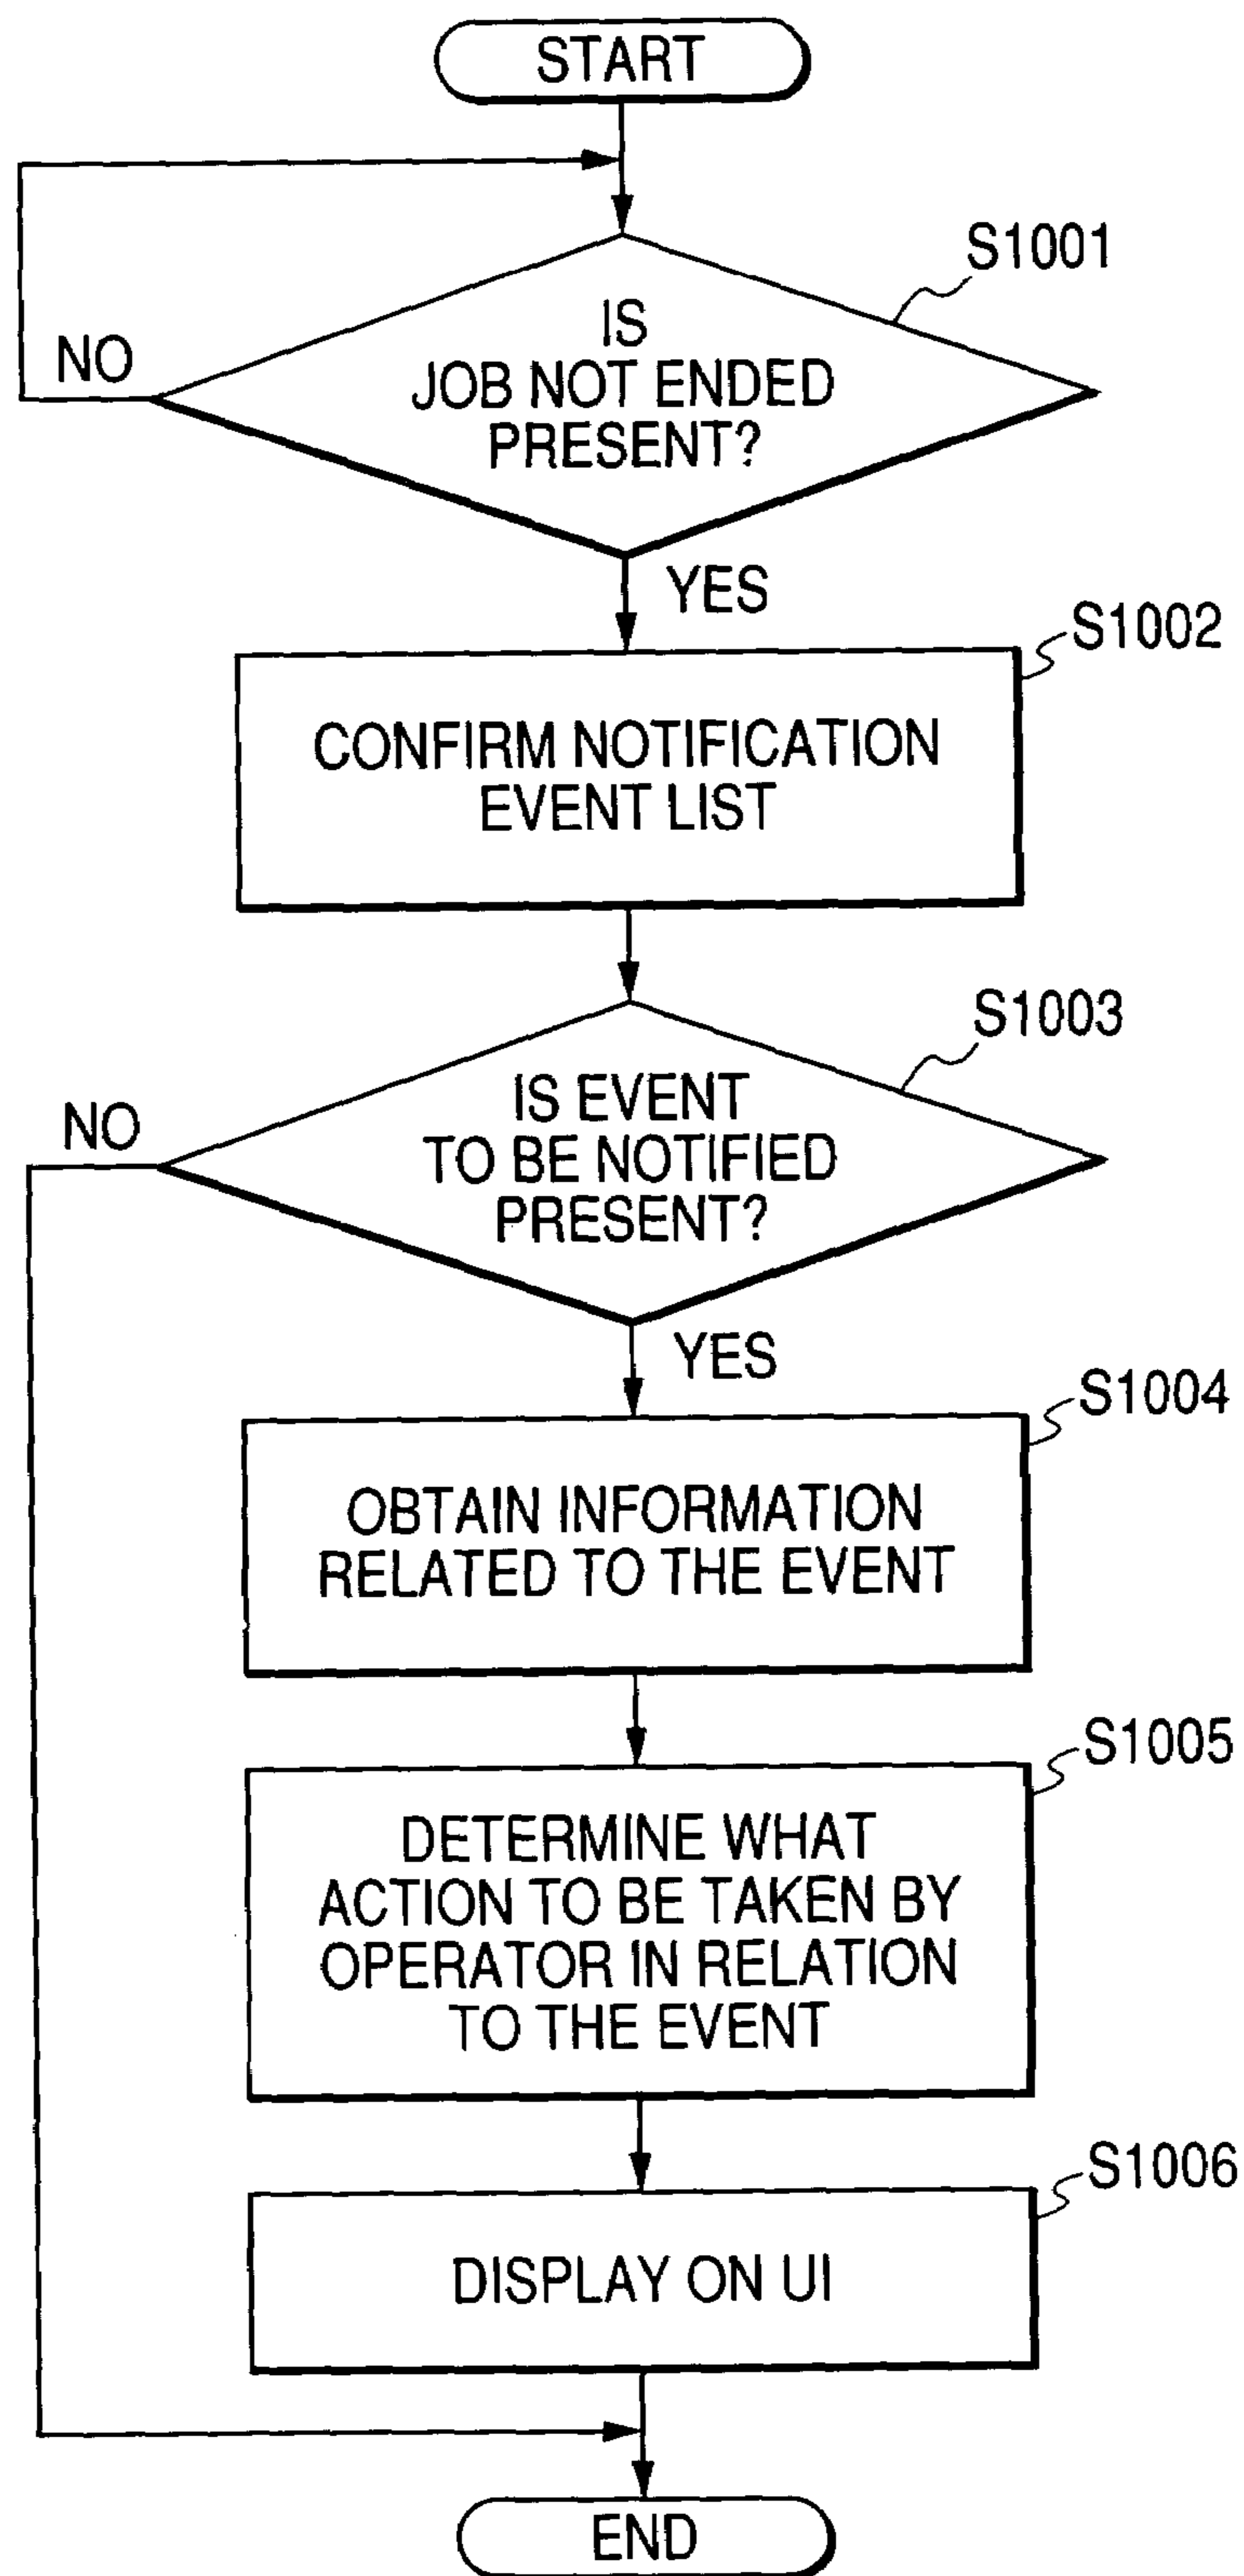 START
S1001
IS
JOB NOT ENDED
PRESENT?
NO
YES
S1002
CONFIRM NOTIFICATION
EVENT LIST
S1003
IS EVENT
TO BE NOTIFIED
PRESENT?
NO
YES
S1004
OBTAIN INFORMATION
RELATED TO THE EVENT
S1005
DETERMINE WHAT
ACTION TO BE TAKEN BY
OPERATOR IN RELATION
TO THE EVENT
S1006
DISPLAY ON UI
END